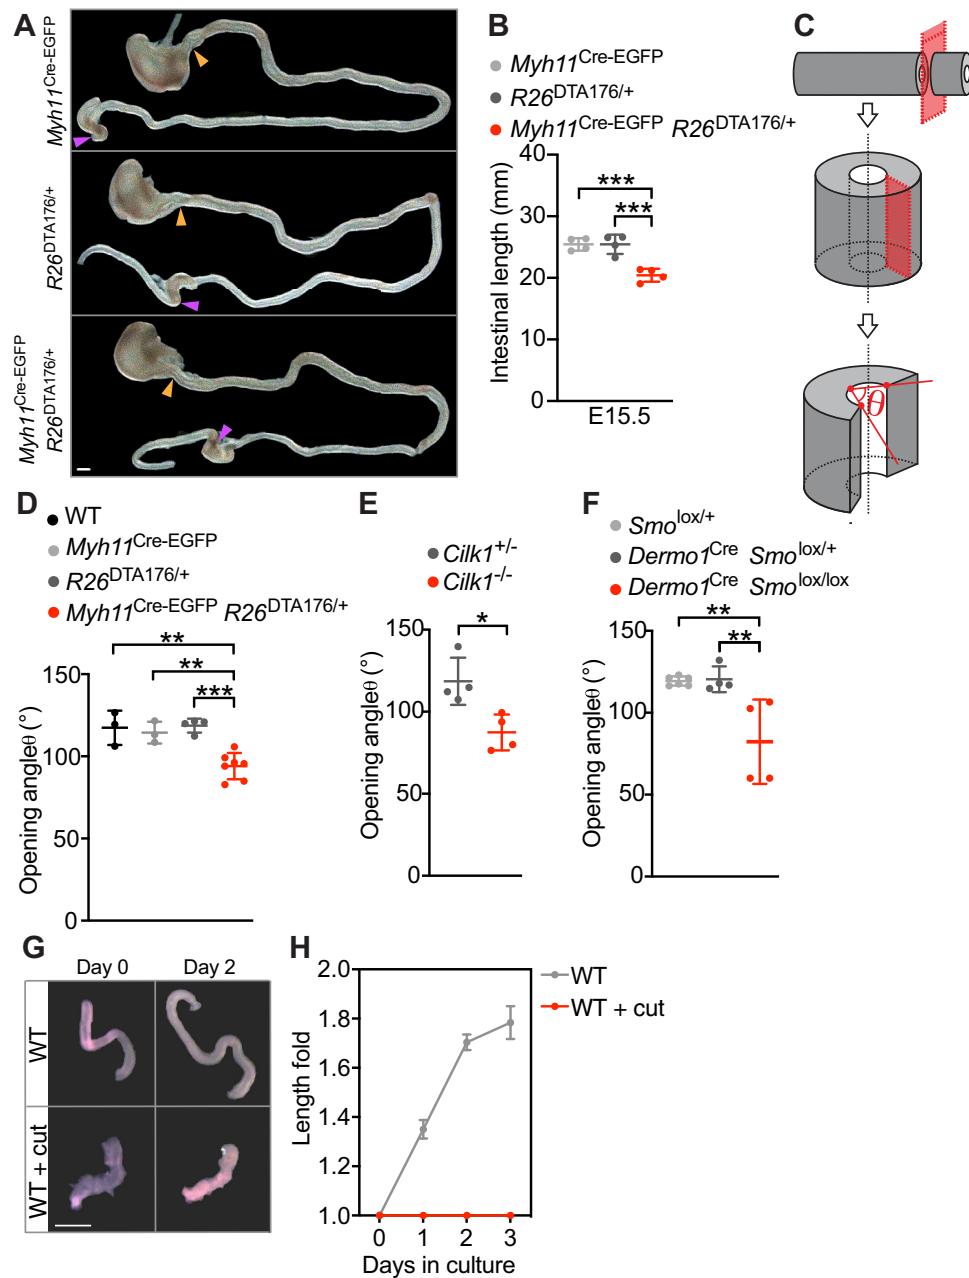 A
Myh11Cre-EGFP
R26DTA176/+
Myh11Cre-EGFP
R26DTA176/+
B
Myh11Cre-EGFP
R26DTA176/+
Myh11Cre-EGFP R26DTA176/+
Intestinal length (mm)
40
30
20
10
0
***
***
E15.5
C
θ
D
WT
Myh11Cre-EGFP
R26DTA176/+
Myh11Cre-EGFP R26DTA176/+
**
**
***
Opening angleθ (°)
150
100
50
0
E
Cilk1+/-
Cilk1-/-
*
Opening angleθ (°)
150
100
50
0
F
Smolox/+
Dermo1Cre Smolox/+
Dermo1Cre Smolox/lox
**
**
Opening angleθ (°)
150
100
50
0
G
Day 0 Day 2
WT
WT + cut
H
WT
WT + cut
Length fold
2.0
1.8
1.6
1.4
1.2
1.0
0 1 2 3
Days in culture